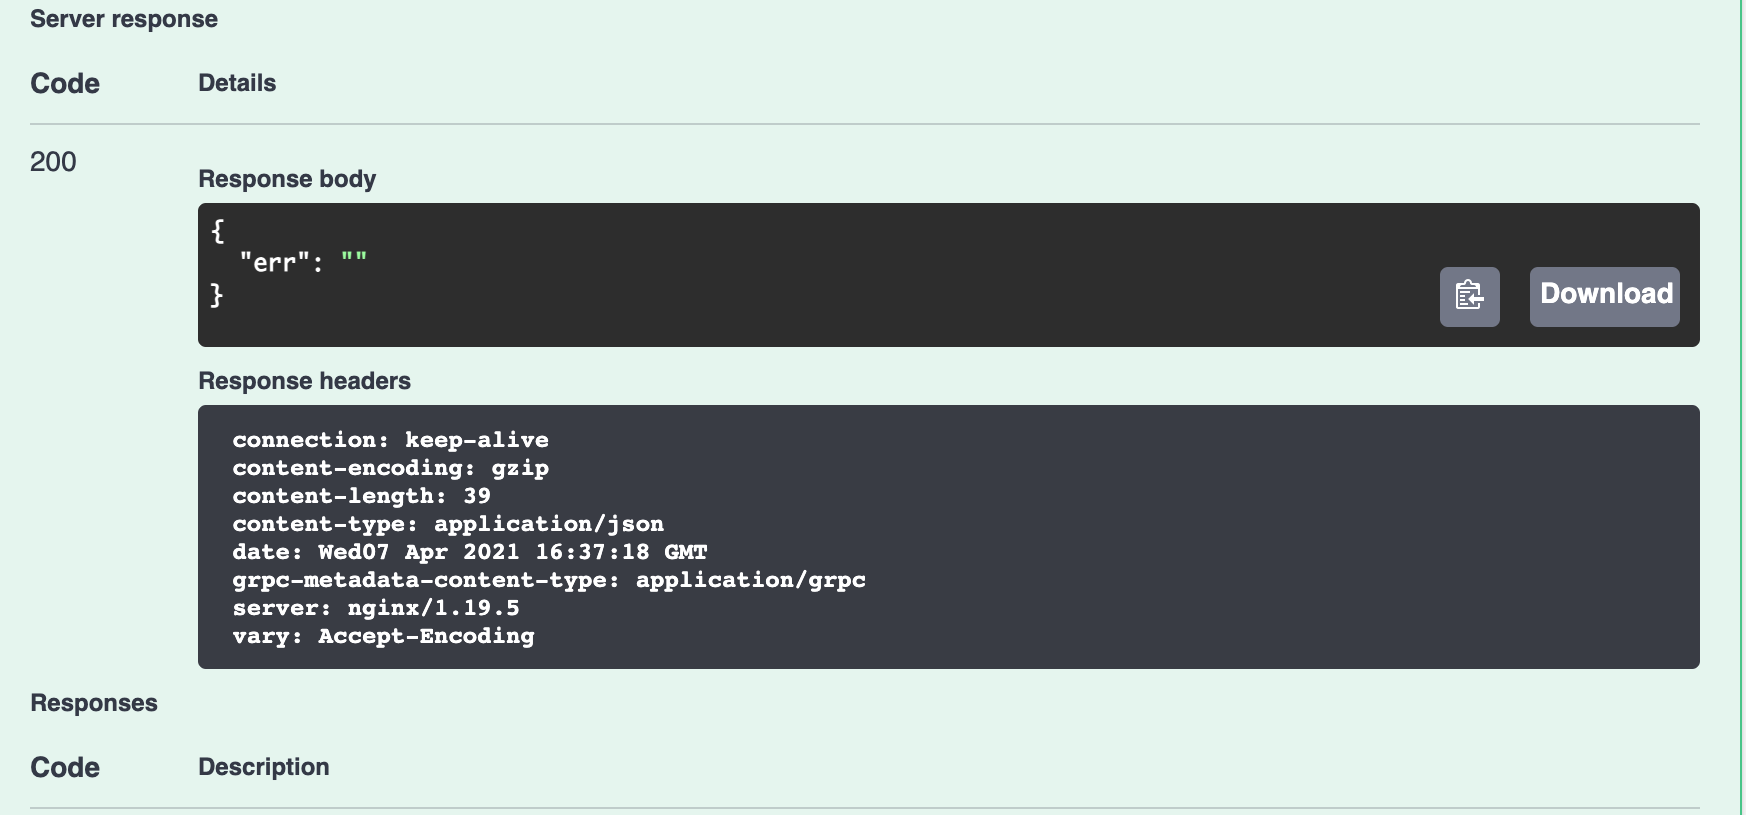 Server response
Code Details
200
Response body
{
"err": ""
}
Download
Response headers
connection: keep-alive
content-encoding: gzip
content-length: 39
content-type: application/json
date: Wed07 Apr 2021 16:37:18 GMT
grpc-metadata-content-type: application/grpc
server: nginx/1.19.5
vary: Accept-Encoding
Responses
Code Description